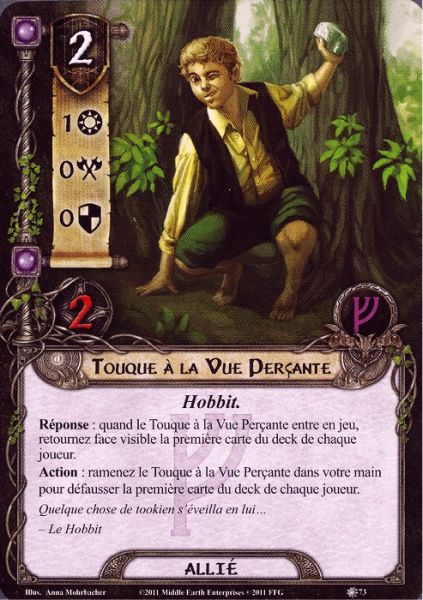 2
1
0
0
2
Touque à la Vue Perçante
Hobbit.
Réponse : quand le Touque à la Vue Perçante entre en jeu,
retournez face visible la première carte du deck de chaque
joueur.
Action : ramenez le Touque à la Vue Perçante dans votre main
pour défausser la première carte du deck de chaque joueur.
Quelque chose de tookien s'éveilla en lui…
– Le Hobbit
ALLIÉ
Illus. Anna Mohrbacher ©2011 Middle Earth Enterprises ©2011 FFG 73